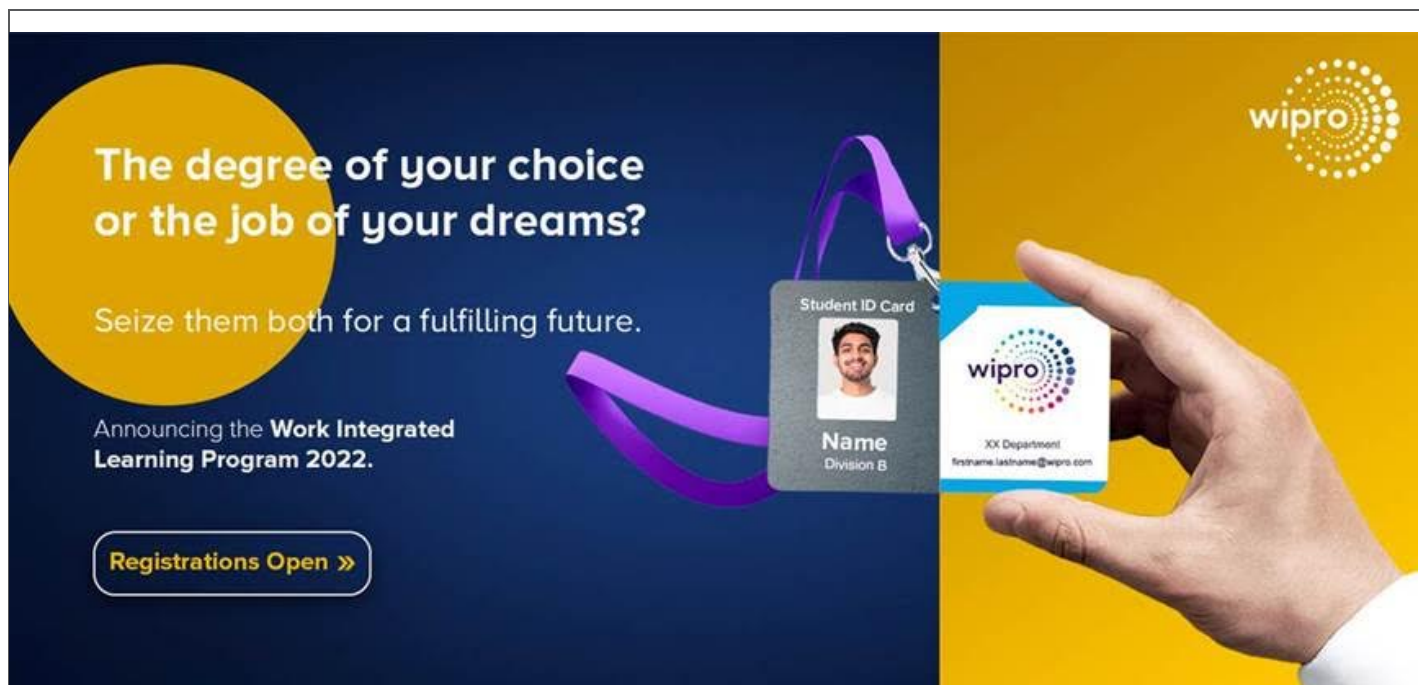 wipro
The degree of your choice
or the job of your dreams?
Seize them both for a fulfilling future.
Announcing the Work Integrated
Learning Program 2022.
Registrations Open »
Student ID Card
Name
Division B
wipro
XX Department
firstname.lastname@wipro.com